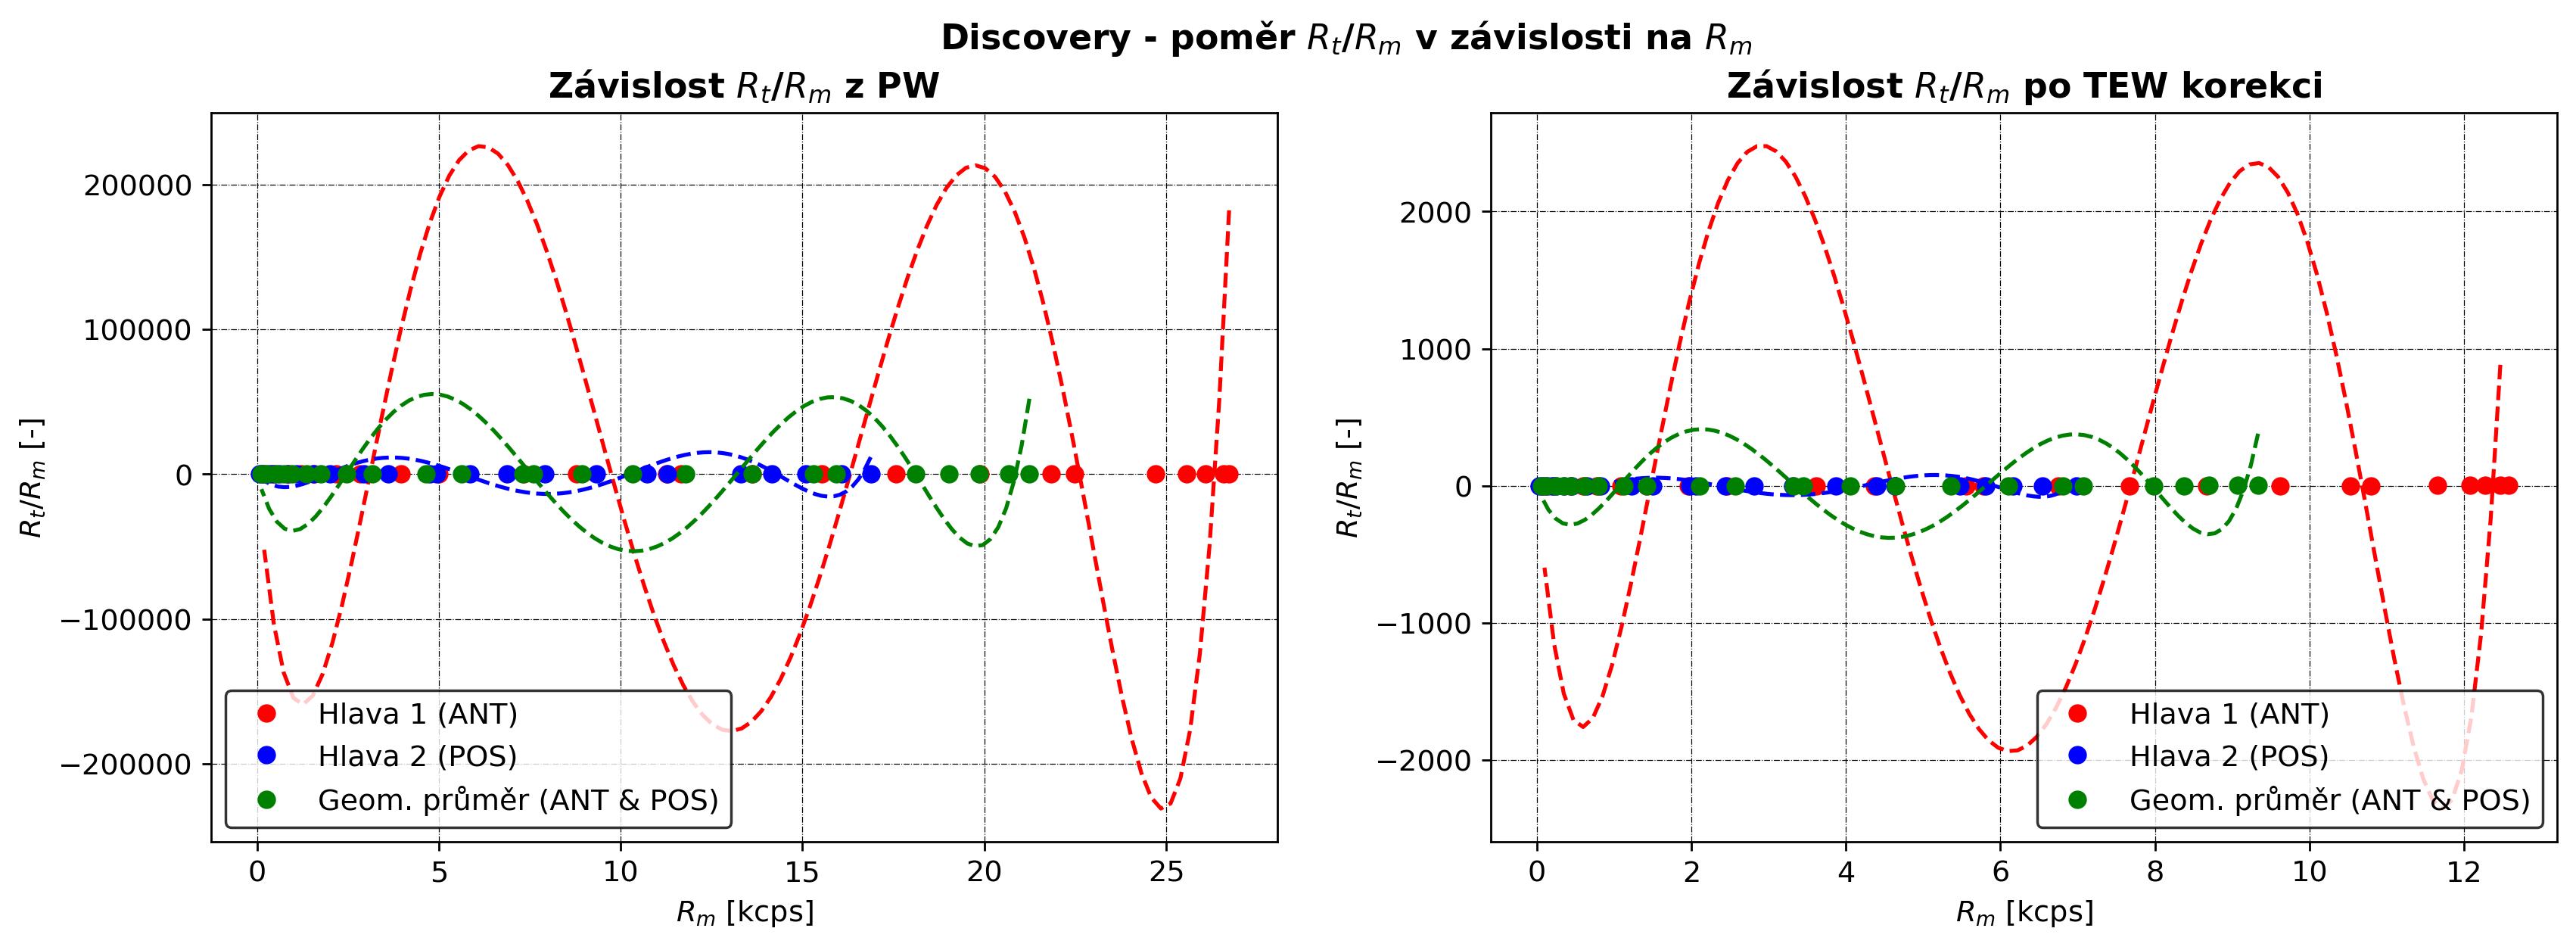 Discovery - poměr Rₜ/Rₘ v závislosti na Rₘ
Závislost Rₜ/Rₘ z PW
200000
100000
0
−100000
−200000
Rₜ/Rₘ [-]
Hlava 1 (ANT)
Hlava 2 (POS)
Geom. průměr (ANT & POS)
0 5 10 15 20 25
Rₘ [kcps]
Závislost Rₜ/Rₘ po TEW korekci
2000
1000
0
−1000
−2000
Rₜ/Rₘ [-]
Hlava 1 (ANT)
Hlava 2 (POS)
Geom. průměr (ANT & POS)
0 2 4 6 8 10 12
Rₘ [kcps]